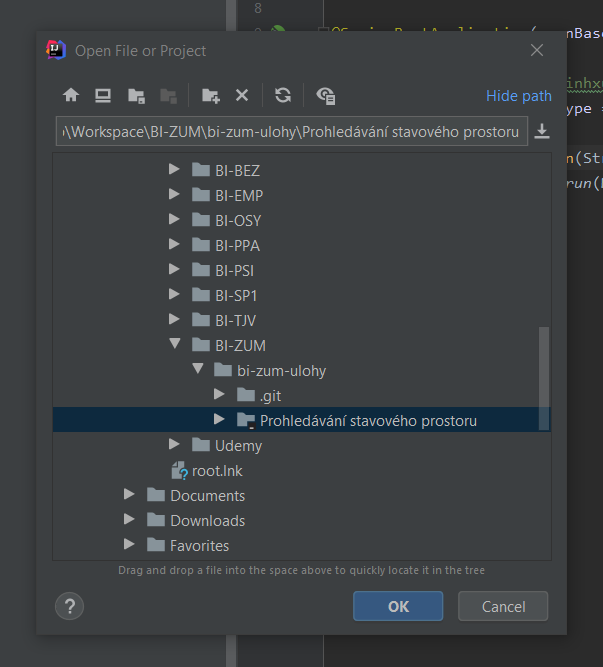 8
Open File or Project
Hide path
\Workspace\BI-ZUM\bi-zum-ulohy\Prohledávání stavového prostoru
BI-BEZ
BI-EMP
BI-OSY
BI-PPA
BI-PSI
BI-SP1
BI-TJV
BI-ZUM
bi-zum-ulohy
.git
Prohledávání stavového prostoru
Udemy
root.lnk
Documents
Downloads
Favorites
Drag and drop a file into the space above to quickly locate it in the tree
?
OK
Cancel